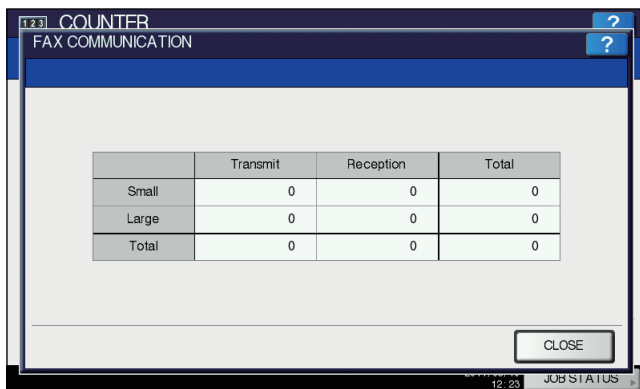 123 COUNTER ?
FAX COMMUNICATION ?
Transmit Reception Total
Small 0 0 0
Large 0 0 0
Total 0 0 0
CLOSE
12:23 JOB STATUS